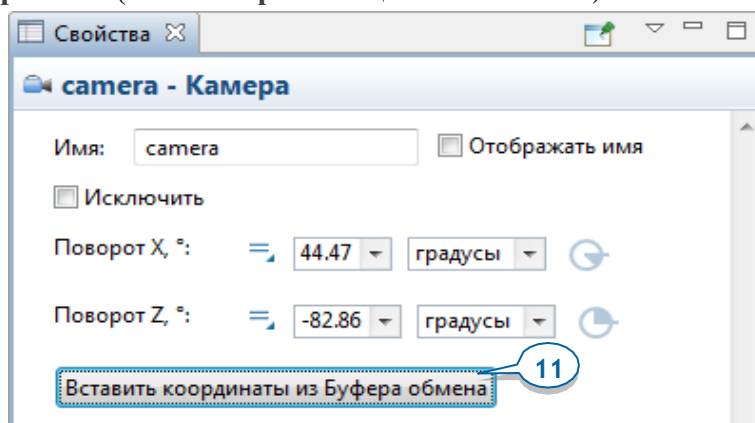 Свойства
camera - Камера
Имя: camera Отображать имя
Исключить
Поворот X, °: 44.47 градусы
Поворот Z, °: -82.86 градусы
Вставить координаты из Буфера обмена 11